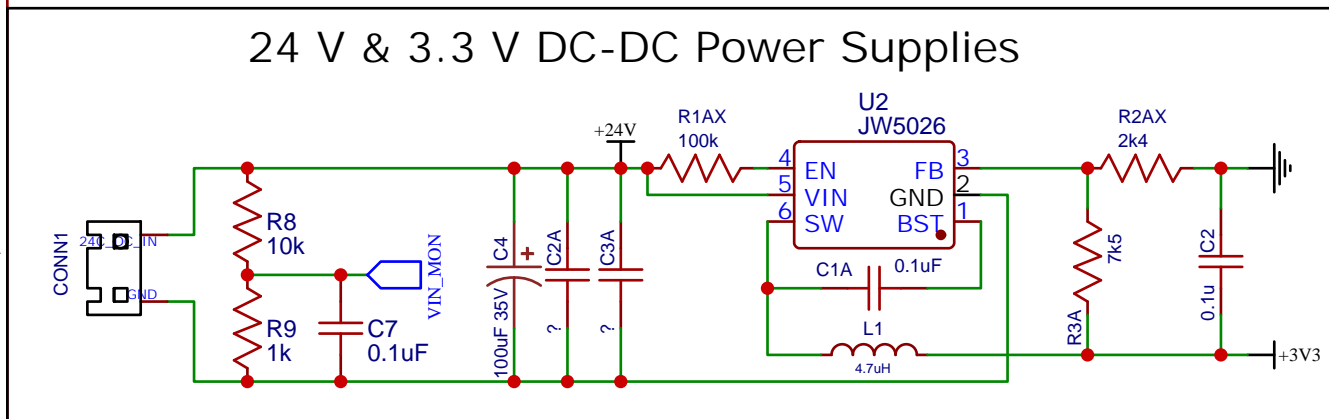 24 V & 3.3 V DC-DC Power Supplies
CONN1
24C_DC_IN
GND
R8
10k
R9
1k
C7
0.1uF
VIN_MON
C4
100uF 35V
C2A
?
C3A
?
+24V
R1AX
100k
U2
JW5026
4
EN
5
VIN
6
SW
FB
3
GND
2
BST
1
C1A
0.1uF
L1
4.7uH
R2AX
2k4
R3A
7k5
C2
0.1u
+3V3